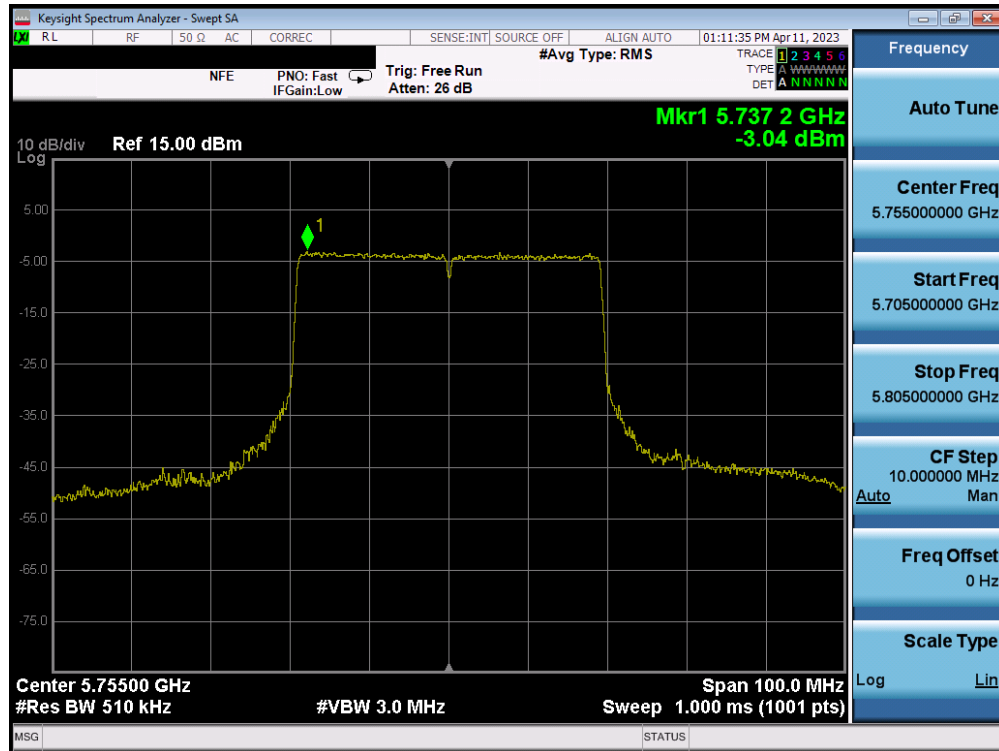 Keysight Spectrum Analyzer - Swept SA
LXI RL RF 50 Ω AC CORREC SENSE:INT SOURCE OFF ALIGN AUTO 01:11:35 PM Apr 11, 2023
#Avg Type: RMS TRACE 1 2 3 4 5 6
NFE PNO: Fast Trig: Free Run TYPE A WWWWW
IFGain:Low Atten: 26 dB DET A N N N N N
Mkr1 5.737 2 GHz
-3.04 dBm
10 dB/div Ref 15.00 dBm
Log
1
5.00
-5.00
-15.0
-25.0
-35.0
-45.0
-55.0
-65.0
-75.0
Center 5.75500 GHz Span 100.0 MHz
#Res BW 510 kHz #VBW 3.0 MHz Sweep 1.000 ms (1001 pts)
MSG STATUS
Frequency
Auto Tune
Center Freq
5.755000000 GHz
Start Freq
5.705000000 GHz
Stop Freq
5.805000000 GHz
CF Step
10.000000 MHz
Auto Man
Freq Offset
0 Hz
Scale Type
Log Lin